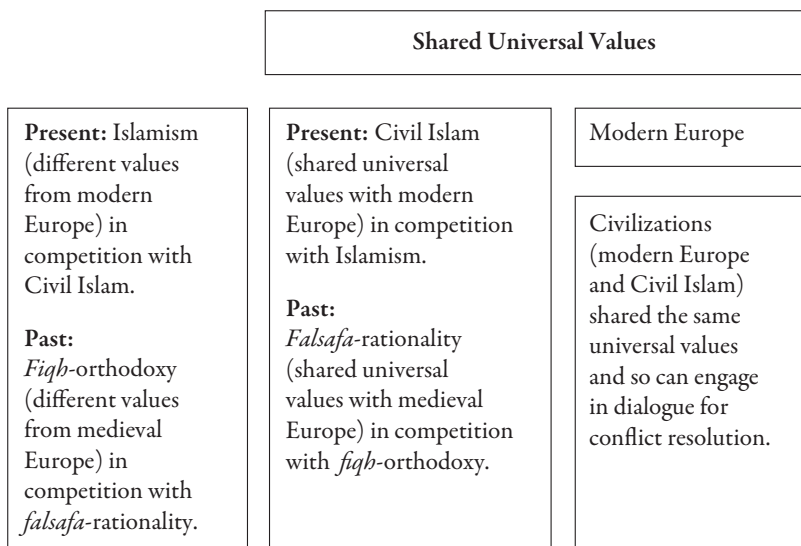 Shared Universal Values
Present: Islamism
(different values
from modern
Europe) in
competition with
Civil Islam.
Past:
Fiqh-orthodoxy
(different values
from medieval
Europe) in
competition with
falsafa-rationality.
Present: Civil Islam
(shared universal
values with modern
Europe) in competition
with Islamism.
Past:
Falsafa-rationality
(shared universal
values with medieval
Europe) in competition
with fiqh-orthodoxy.
Modern Europe
Civilizations
(modern Europe
and Civil Islam)
shared the same
universal values
and so can engage
in dialogue for
conflict resolution.